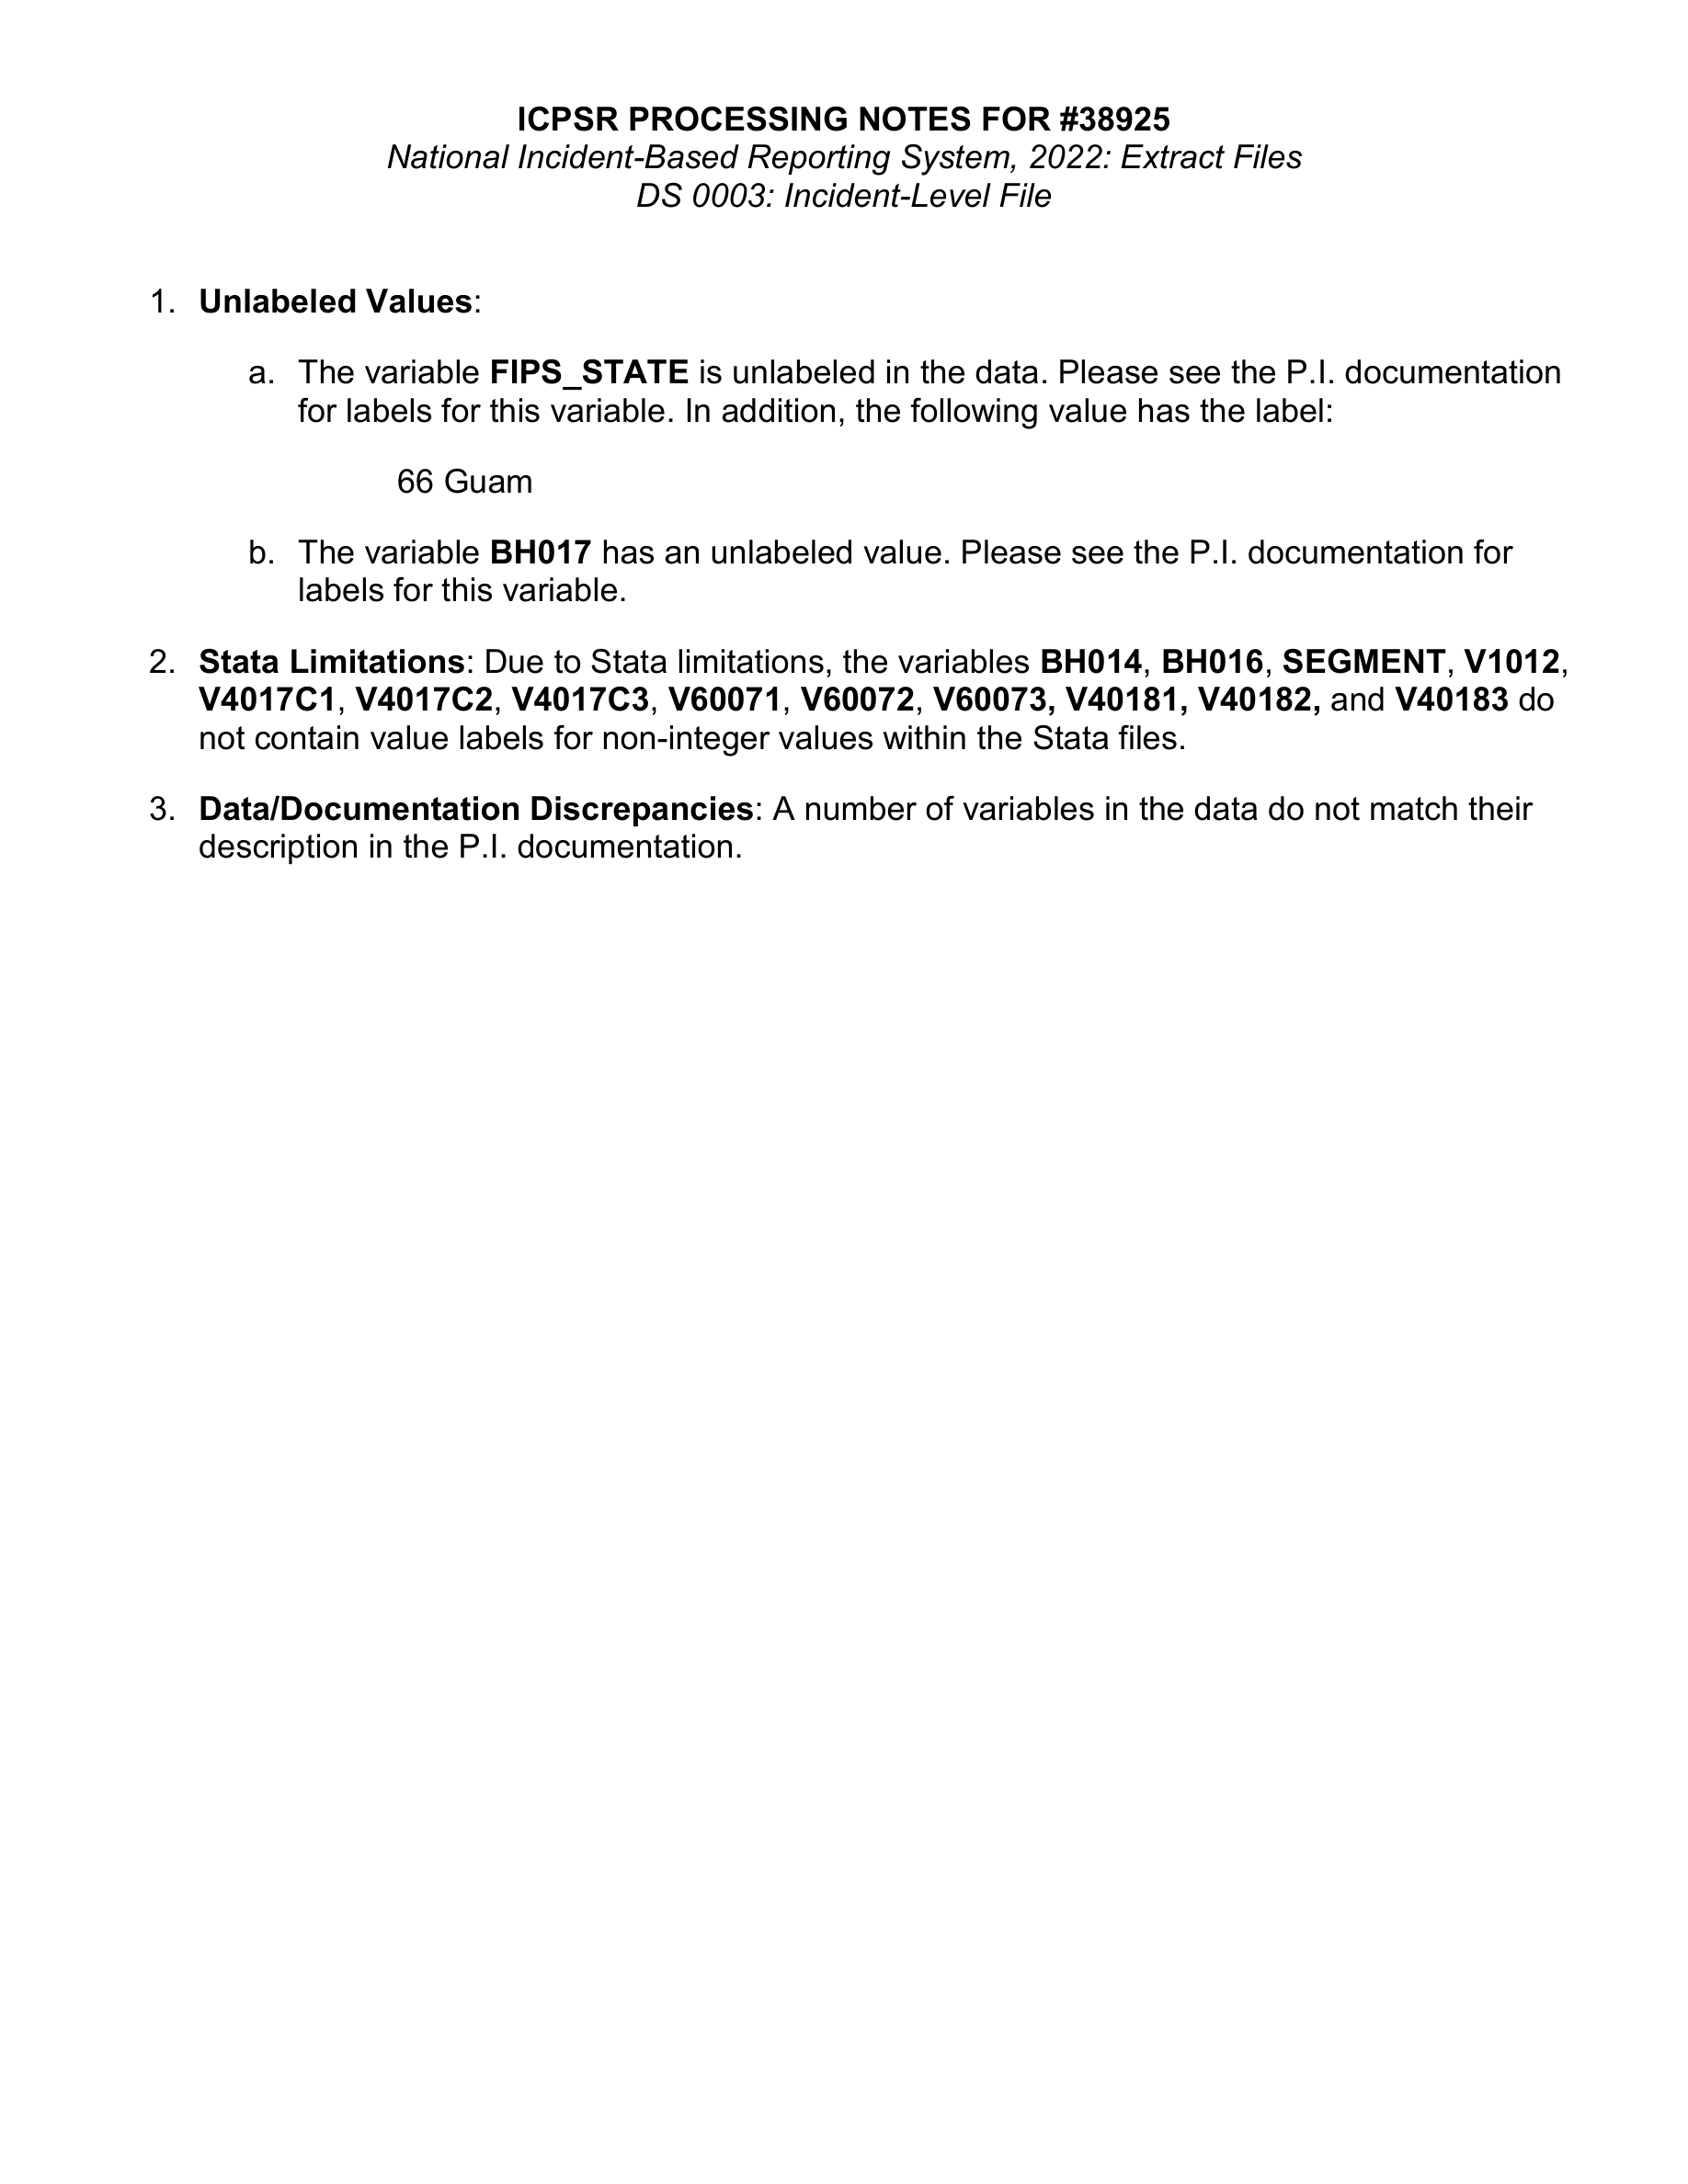 ICPSR PROCESSING NOTES FOR #38925
National Incident-Based Reporting System, 2022: Extract Files
DS 0003: Incident-Level File
1. Unlabeled Values:
a. The variable FIPS_STATE is unlabeled in the data. Please see the P.I. documentation
for labels for this variable. In addition, the following value has the label:
66 Guam
b. The variable BH017 has an unlabeled value. Please see the P.I. documentation for
labels for this variable.
2. Stata Limitations: Due to Stata limitations, the variables BH014, BH016, SEGMENT, V1012,
V4017C1, V4017C2, V4017C3, V60071, V60072, V60073, V40181, V40182, and V40183 do
not contain value labels for non-integer values within the Stata files.
3. Data/Documentation Discrepancies: A number of variables in the data do not match their
description in the P.I. documentation.